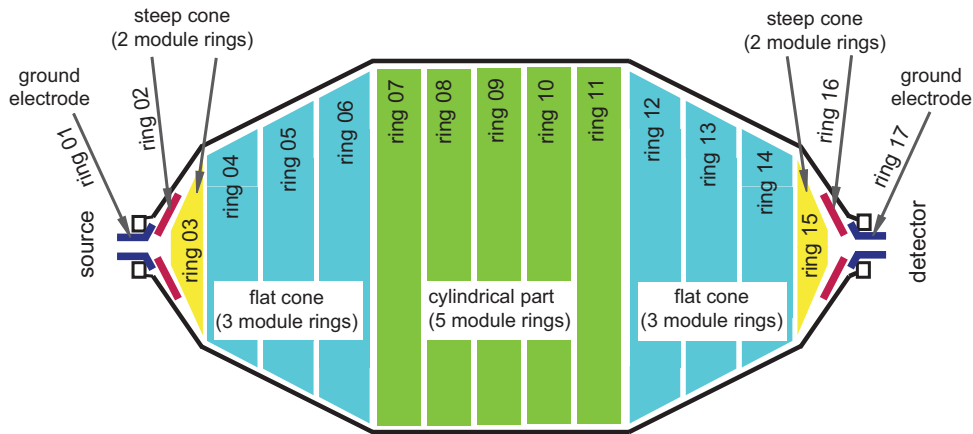 steep cone
(2 module rings)
ground
electrode
ring 01
ring 02
source
ring 03
ring 04
ring 05
ring 06
flat cone
(3 module rings)
ring 07
ring 08
ring 09
ring 10
ring 11
cylindrical part
(5 module rings)
ring 12
ring 13
ring 14
flat cone
(3 module rings)
steep cone
(2 module rings)
ring 15
ring 16
ring 17
ground
electrode
detector